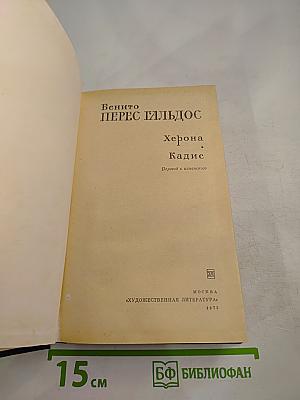 Бенито
ПЕРЕС ГАЛЬДОС
Херона
·
Кадис
Перевод с испанского
МОСКВА
«ХУДОЖЕСТВЕННАЯ ЛИТЕРАТУРА»
15 см
БФ БИБЛИОФАН